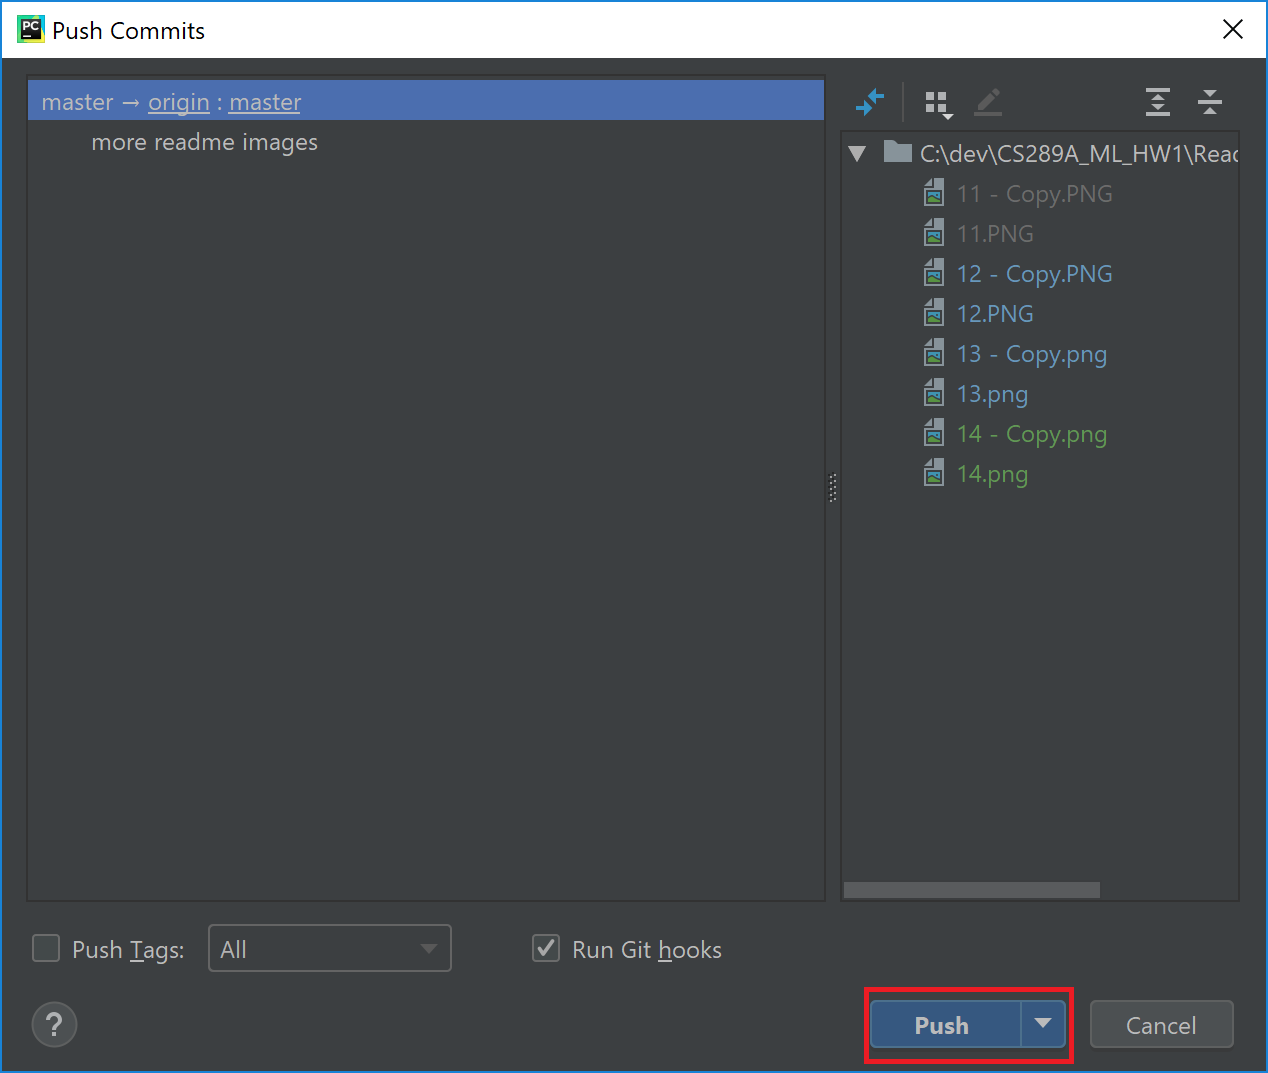 PC Push Commits
master → origin : master
more readme images
C:\dev\CS289A_ML_HW1\Reac
11 - Copy.PNG
11.PNG
12 - Copy.PNG
12.PNG
13 - Copy.png
13.png
14 - Copy.png
14.png
Push Tags: All
Run Git hooks
? Push Cancel